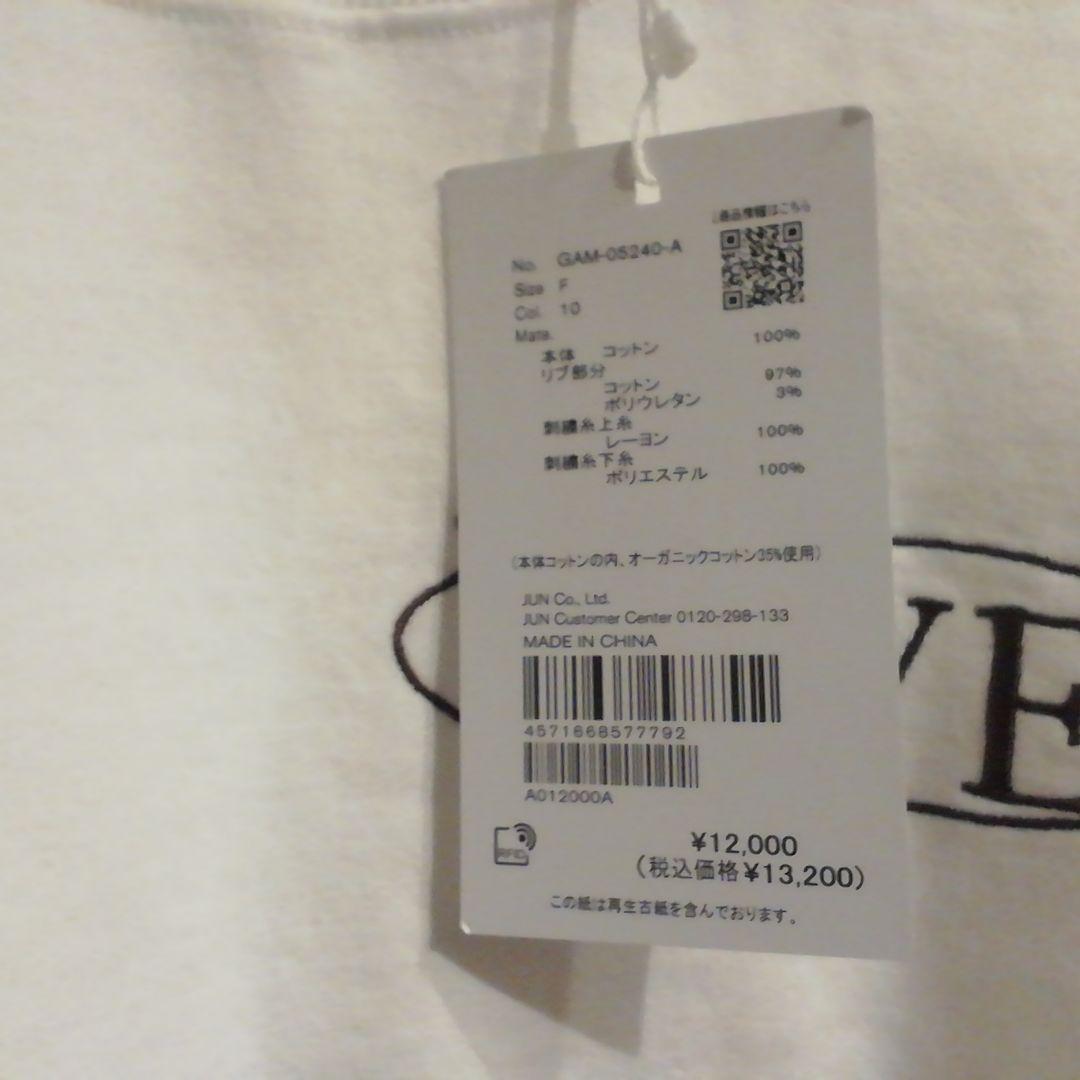 商品情報はこちら
No. GAM-05240-A
Size F
Col. 10
Mate.
本体 コットン 100%
リブ部分
コットン 97%
ポリウレタン 3%
刺繍糸上糸
レーヨン 100%
刺繍糸下糸
ポリエステル 100%
(本体コットンの内、オーガニックコットン35%使用)
JUN Co., Ltd.
JUN Customer Center 0120-298-133
MADE IN CHINA
4571668577792
A012000A
RFID
¥12,000
(税込価格¥13,200)
この紙は再生古紙を含んでおります。
VE